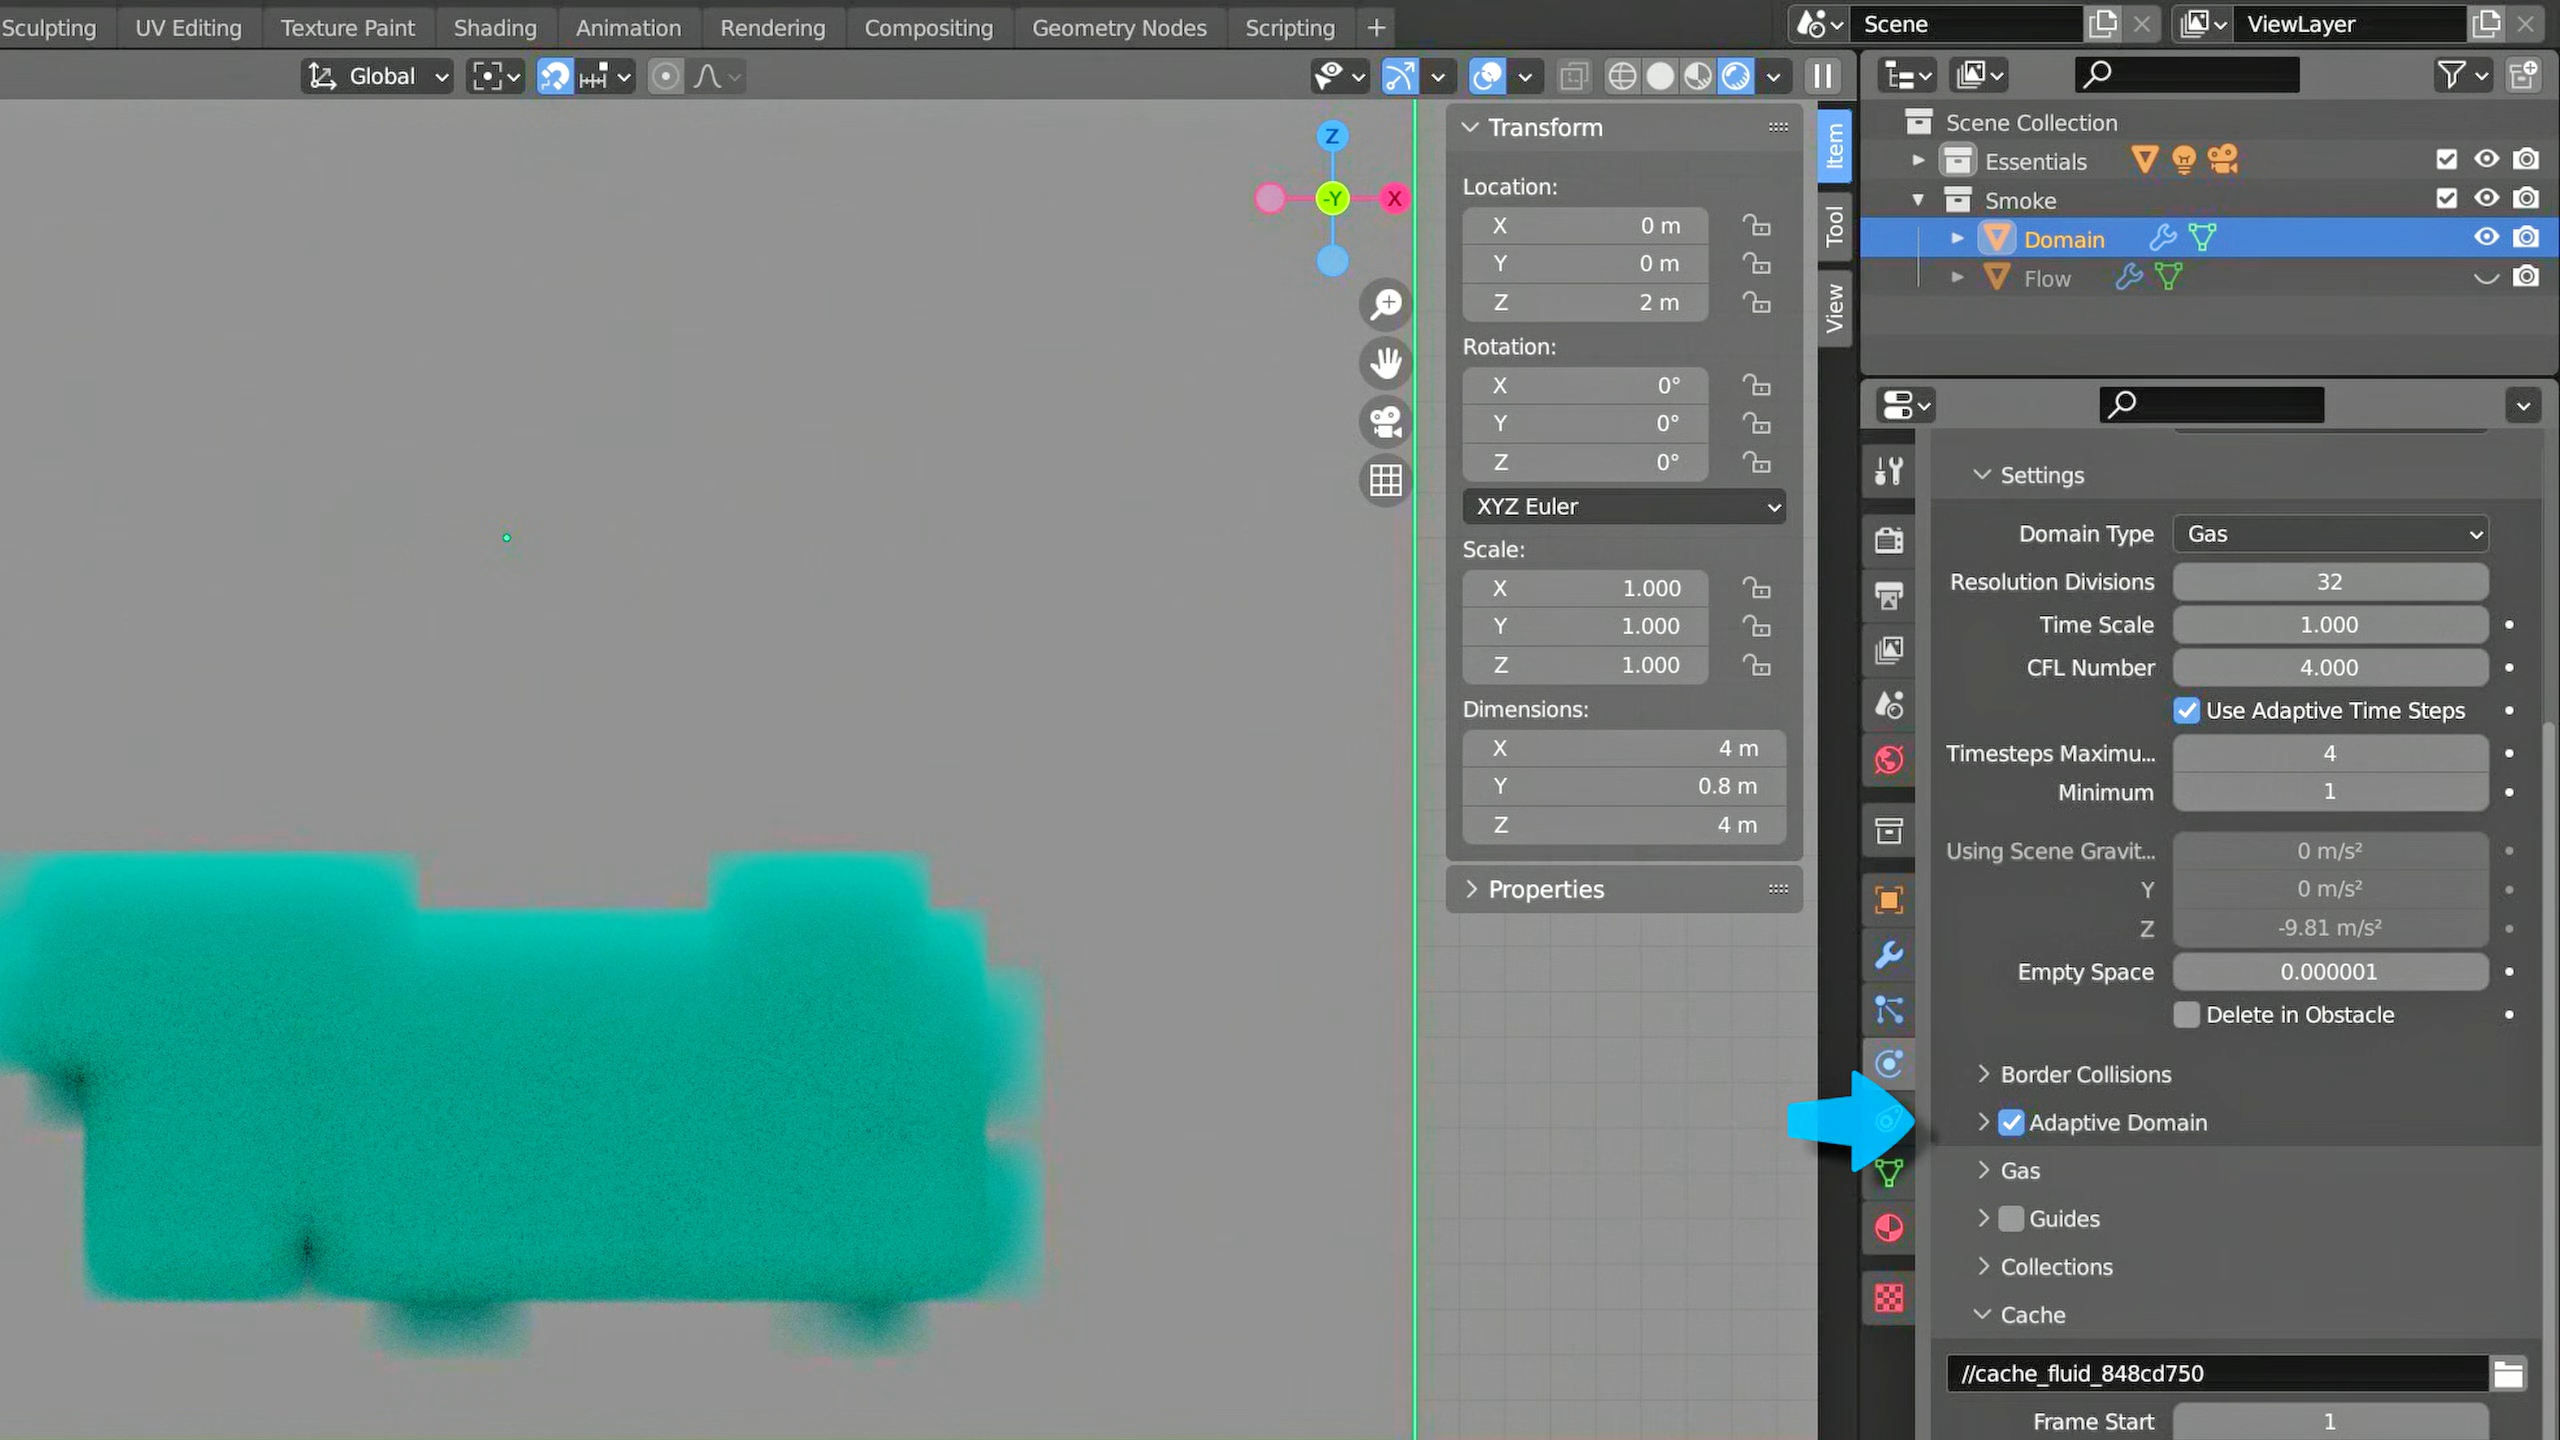 Sculpting UV Editing Texture Paint Shading Animation Rendering Compositing Geometry Nodes Scripting +
Scene
ViewLayer
Global
Z
-Y
X
Transform
Location:
X 0 m
Y 0 m
Z 2 m
Rotation:
X 0°
Y 0°
Z 0°
XYZ Euler
Scale:
X 1.000
Y 1.000
Z 1.000
Dimensions:
X 4 m
Y 0.8 m
Z 4 m
Properties
Item
Tool
View
Scene Collection
Essentials
Smoke
Domain
Flow
Settings
Domain Type Gas
Resolution Divisions 32
Time Scale 1.000
CFL Number 4.000
Use Adaptive Time Steps
Timesteps Maximu... 4
Minimum 1
Using Scene Gravit... 0 m/s²
Y 0 m/s²
Z -9.81 m/s²
Empty Space 0.000001
Delete in Obstacle
Border Collisions
Adaptive Domain
Gas
Guides
Collections
Cache
//cache_fluid_848cd750
Frame Start 1